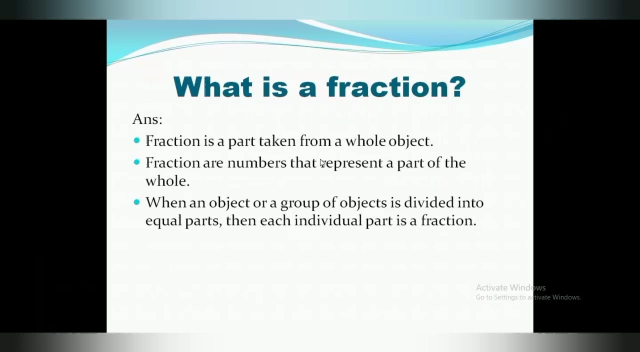 What is a fraction?
Ans:
Fraction is a part taken from a whole object.
Fraction are numbers that represent a part of the
whole.
When an object or a group of objects is divided into
equal parts, then each individual part is a fraction.
Activate Windows
Go to Settings to activate Windows.